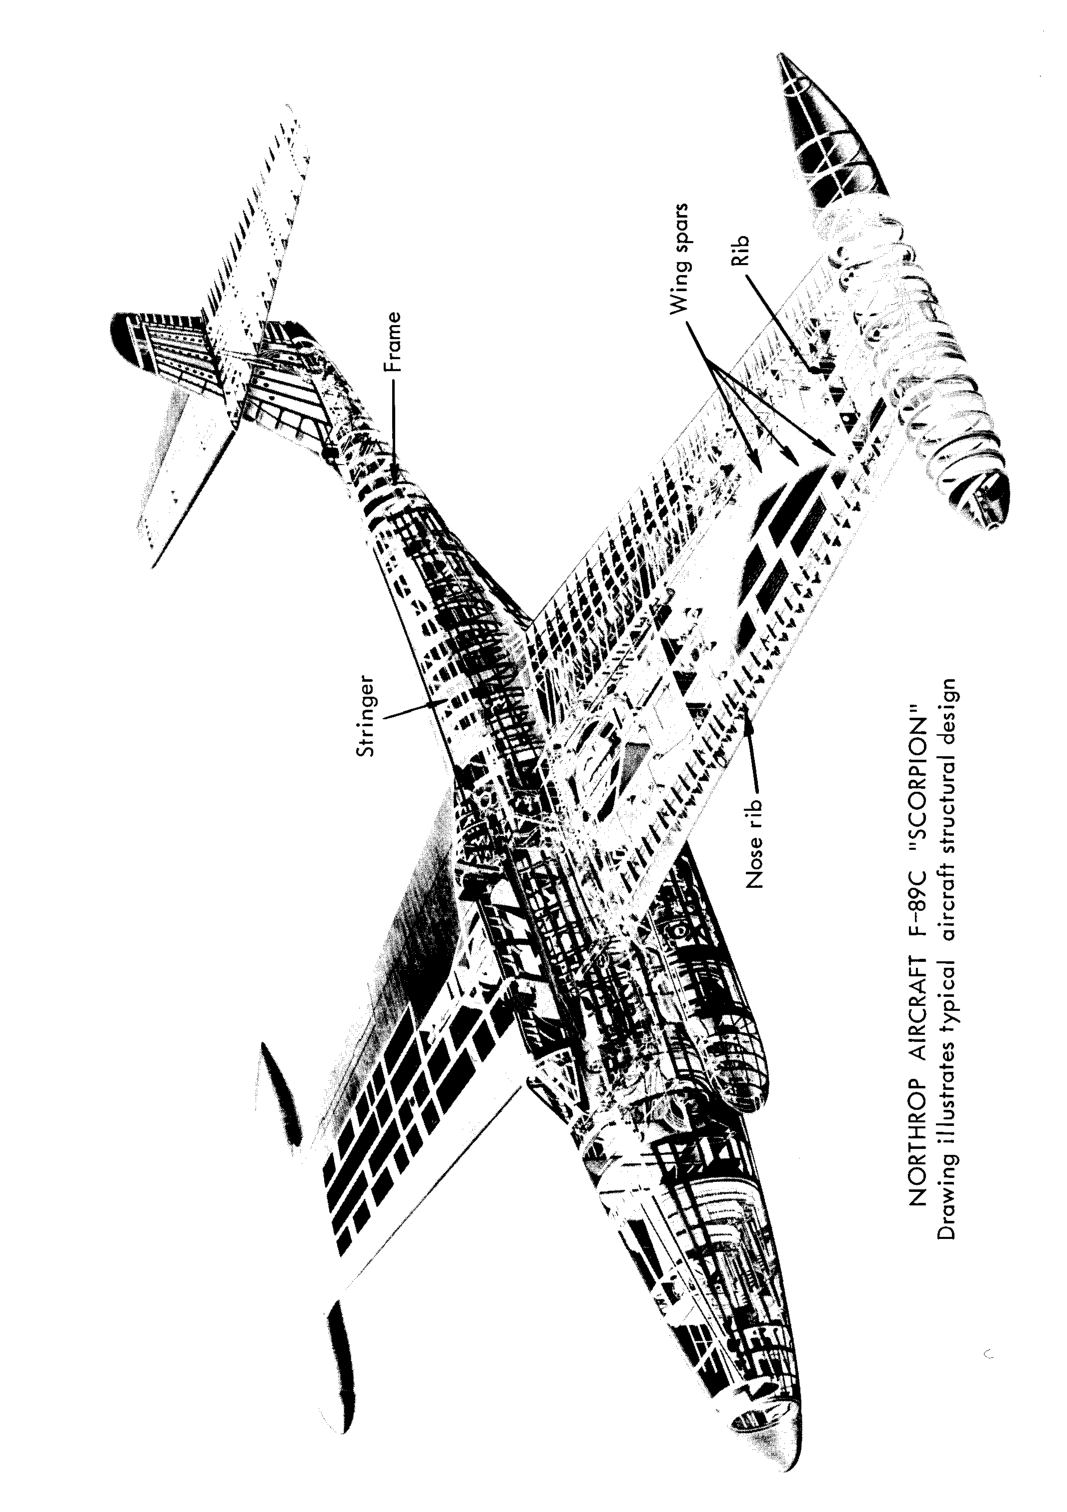 Frame
Wing spars
Rib
Stringer
Nose rib
NORTHROP AIRCRAFT F-89C "SCORPION"
Drawing illustrates typical aircraft structural design